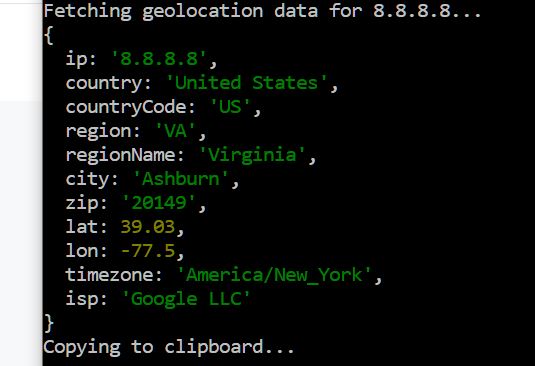 Fetching geolocation data for 8.8.8.8...
{
  ip: '8.8.8.8',
  country: 'United States',
  countryCode: 'US',
  region: 'VA',
  regionName: 'Virginia',
  city: 'Ashburn',
  zip: '20149',
  lat: 39.03,
  lon: -77.5,
  timezone: 'America/New_York',
  isp: 'Google LLC'
}
Copying to clipboard...